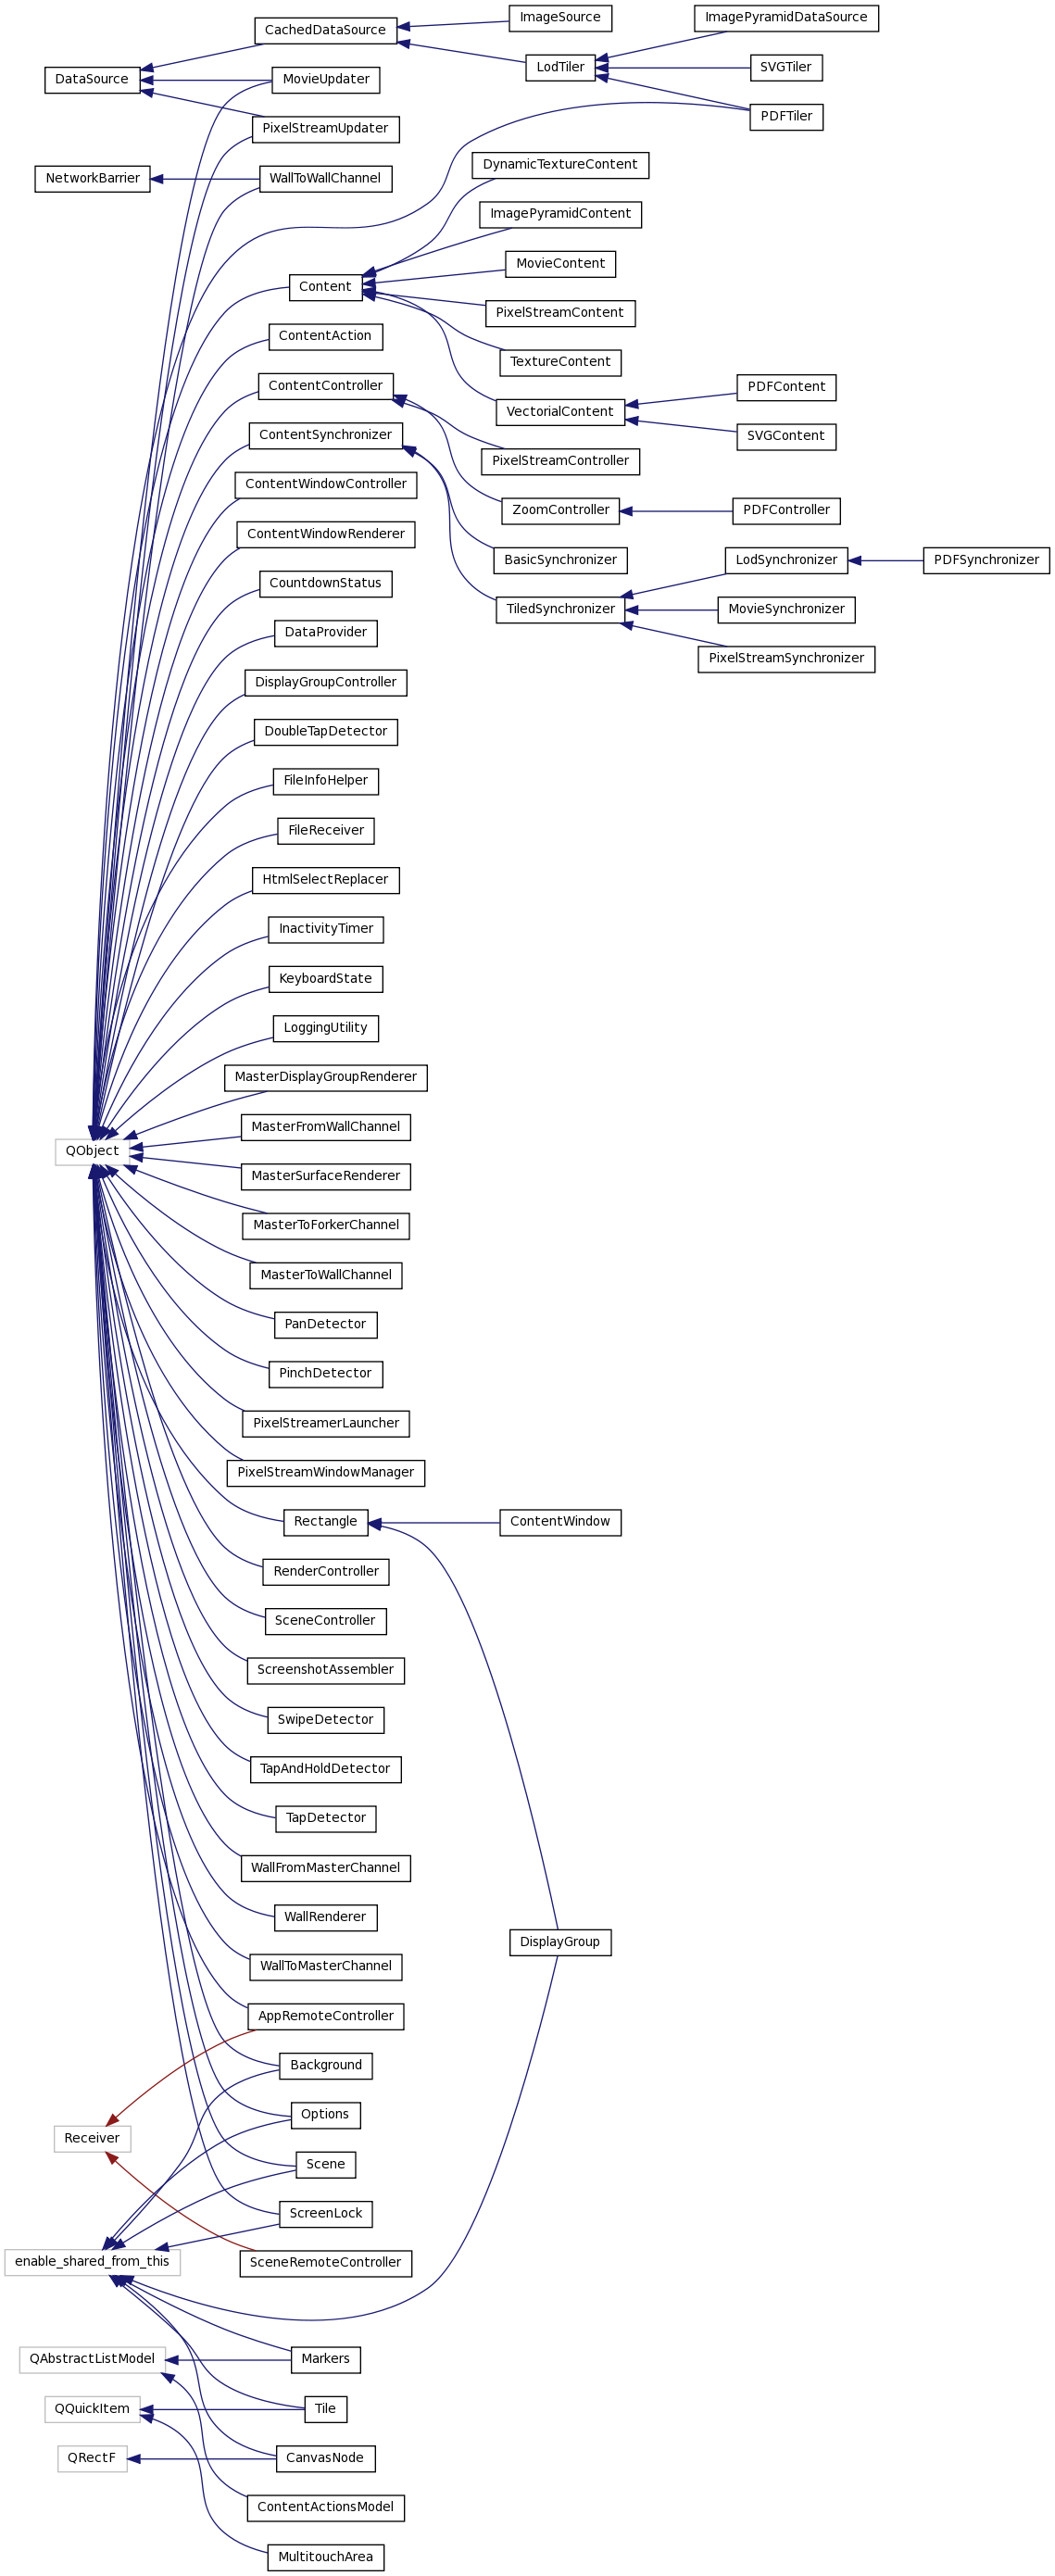 ImageSource
ImagePyramidDataSource
CachedDataSource
LodTiler
SVGTiler
DataSource
MovieUpdater
PDFTiler
PixelStreamUpdater
DynamicTextureContent
NetworkBarrier
WallToWallChannel
ImagePyramidContent
MovieContent
Content
PixelStreamContent
ContentAction
TextureContent
ContentController
PDFContent
VectorialContent
ContentSynchronizer
SVGContent
PixelStreamController
ContentWindowController
ZoomController
PDFController
ContentWindowRenderer
BasicSynchronizer
LodSynchronizer
PDFSynchronizer
CountdownStatus
TiledSynchronizer
MovieSynchronizer
DataProvider
PixelStreamSynchronizer
DisplayGroupController
DoubleTapDetector
FileInfoHelper
FileReceiver
HtmlSelectReplacer
InactivityTimer
KeyboardState
LoggingUtility
MasterDisplayGroupRenderer
MasterFromWallChannel
QObject
MasterSurfaceRenderer
MasterToForkerChannel
MasterToWallChannel
PanDetector
PinchDetector
PixelStreamerLauncher
PixelStreamWindowManager
Rectangle
ContentWindow
RenderController
SceneController
ScreenshotAssembler
SwipeDetector
TapAndHoldDetector
TapDetector
WallFromMasterChannel
WallRenderer
DisplayGroup
WallToMasterChannel
AppRemoteController
Background
Options
Receiver
Scene
ScreenLock
enable_shared_from_this
SceneRemoteController
QAbstractListModel
Markers
QQuickItem
Tile
QRectF
CanvasNode
ContentActionsModel
MultitouchArea